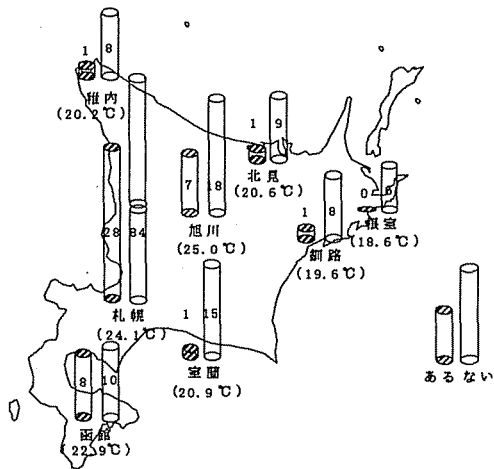 1 8
稚内
(20.2℃)
1 9
北見
(20.6℃)
7 18
旭川
(25.0℃)
0 6
根室
(18.6℃)
1 8
釧路
(19.6℃)
28 84
札幌
(24.1℃)
1 15
室蘭
(20.9℃)
8 10
函館
(22.9℃)
ある ない